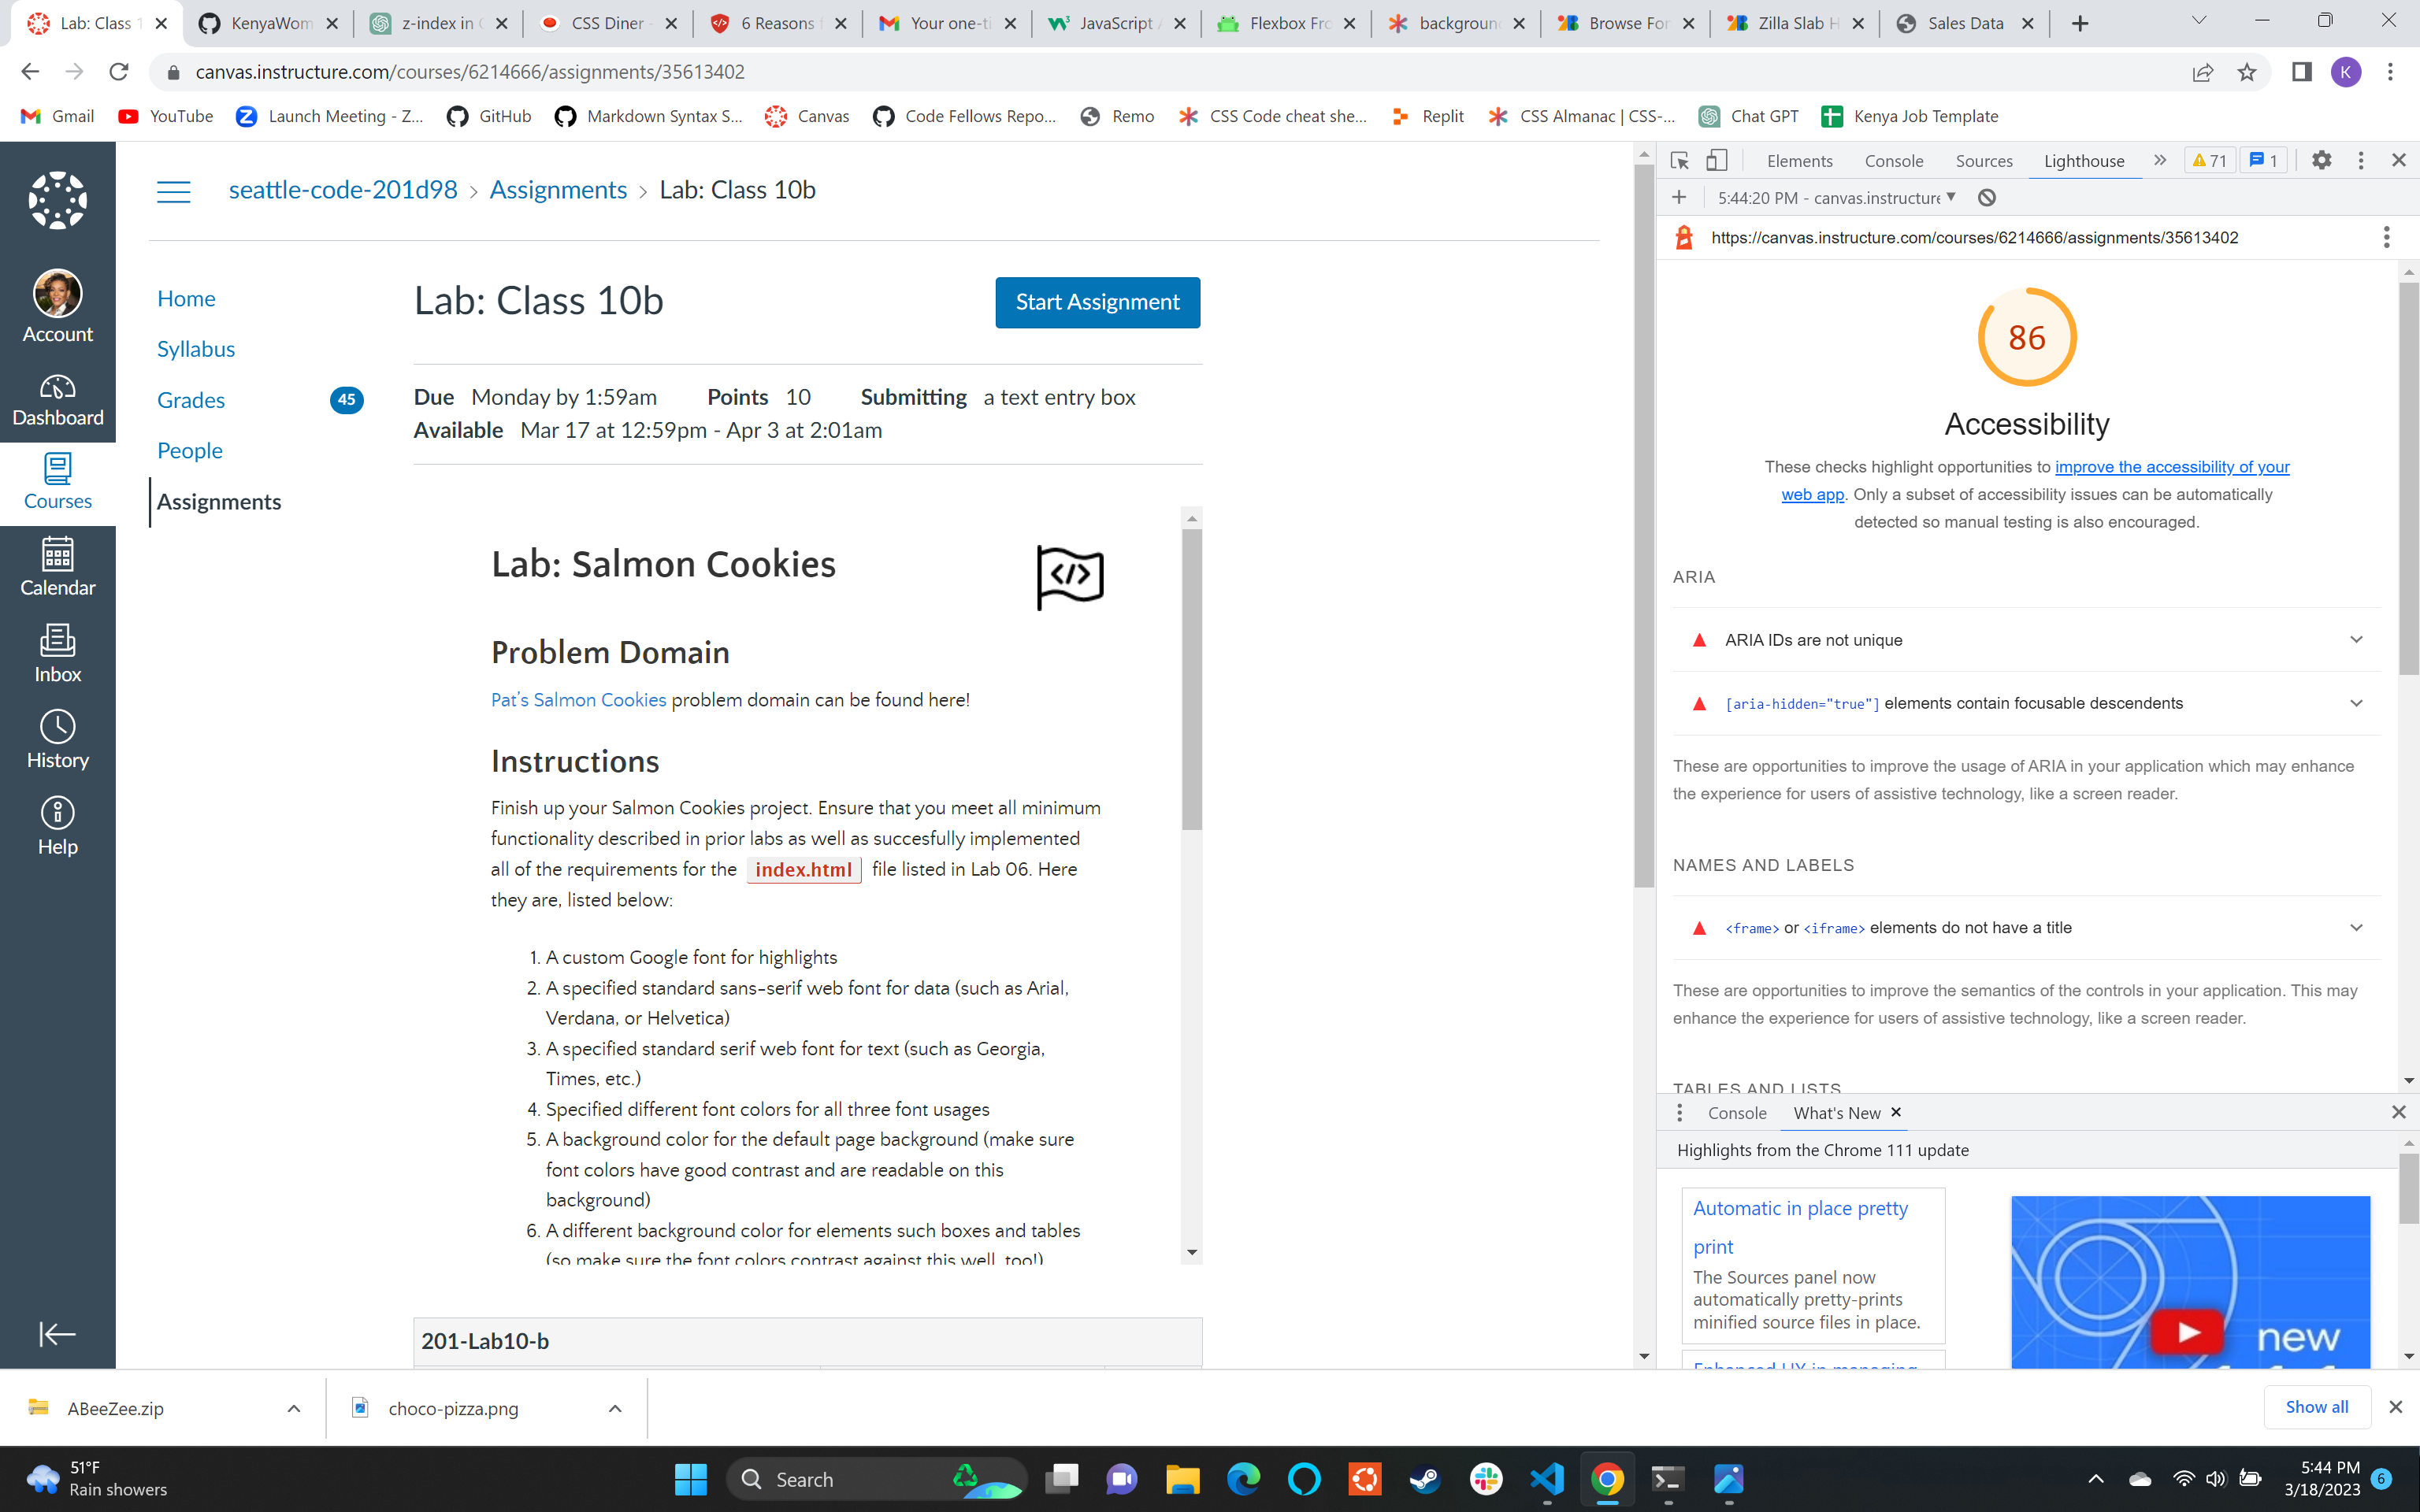 Lab: Class 1
KenyaWom
z-index in C
CSS Diner -
6 Reasons
Your one-ti
JavaScript
Flexbox Fro
background
Browse Fon
Zilla Slab H
Sales Data
canvas.instructure.com/courses/6214666/assignments/35613402
K
Gmail
YouTube
Launch Meeting - Z...
GitHub
Markdown Syntax S...
Canvas
Code Fellows Repo...
Remo
CSS Code cheat she...
Replit
CSS Almanac | CSS-...
Chat GPT
Kenya Job Template
Account
Dashboard
Courses
Calendar
Inbox
History
Help
seattle-code-201d98 › Assignments › Lab: Class 10b
Home
Syllabus
Grades 45
People
Assignments
Lab: Class 10b
Start Assignment
Due Monday by 1:59am Points 10 Submitting a text entry box
Available Mar 17 at 12:59pm - Apr 3 at 2:01am
Lab: Salmon Cookies
</>
Problem Domain
Pat's Salmon Cookies problem domain can be found here!
Instructions
Finish up your Salmon Cookies project. Ensure that you meet all minimum
functionality described in prior labs as well as succesfully implemented
all of the requirements for the index.html file listed in Lab 06. Here
they are, listed below:
1. A custom Google font for highlights
2. A specified standard sans-serif web font for data (such as Arial,
Verdana, or Helvetica)
3. A specified standard serif web font for text (such as Georgia,
Times, etc.)
4. Specified different font colors for all three font usages
5. A background color for the default page background (make sure
font colors have good contrast and are readable on this
background)
6. A different background color for elements such boxes and tables
(so make sure the font colors contrast against this well, too!)
201-Lab10-b
Elements
Console
Sources
Lighthouse
71
1
5:44:20 PM - canvas.instructure
https://canvas.instructure.com/courses/6214666/assignments/35613402
86
Accessibility
These checks highlight opportunities to improve the accessibility of your
web app. Only a subset of accessibility issues can be automatically
detected so manual testing is also encouraged.
ARIA
ARIA IDs are not unique
[aria-hidden="true"] elements contain focusable descendents
These are opportunities to improve the usage of ARIA in your application which may enhance
the experience for users of assistive technology, like a screen reader.
NAMES AND LABELS
<frame> or <iframe> elements do not have a title
These are opportunities to improve the semantics of the controls in your application. This may
enhance the experience for users of assistive technology, like a screen reader.
TABLES AND LISTS
Console
What's New
Highlights from the Chrome 111 update
Automatic in place pretty
print
The Sources panel now
automatically pretty-prints
minified source files in place.
Enhanced UX in managing
new
ABeeZee.zip
choco-pizza.png
Show all
51°F
Rain showers
Search
5:44 PM
3/18/2023
6